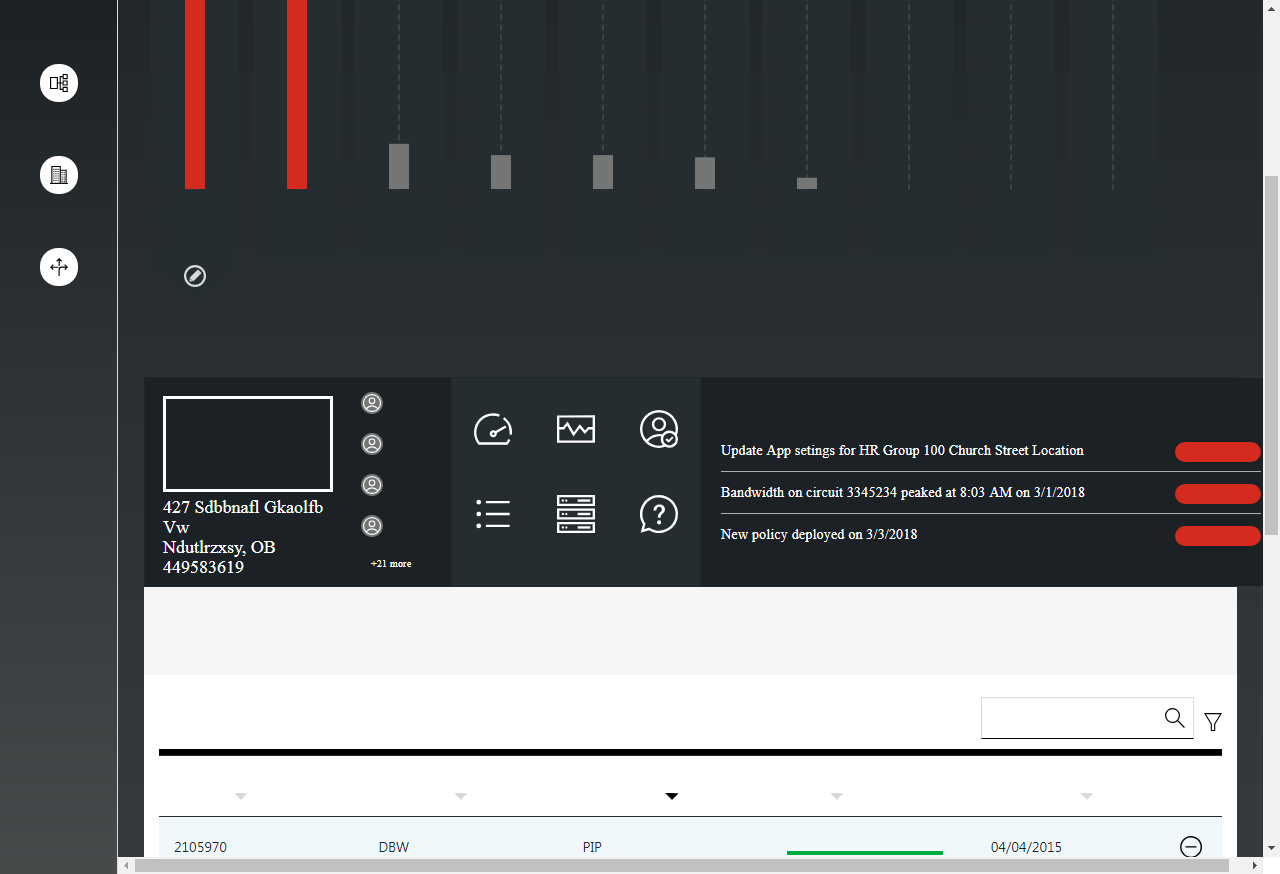 427 Sdbbnafl Gkaolfb
Vw
Ndutlrzxsy, OB
449583619
+21 more
Update App setings for HR Group 100 Church Street Location
Bandwidth on circuit 3345234 peaked at 8:03 AM on 3/1/2018
New policy deployed on 3/3/2018
2105970 DBW PIP 04/04/2015